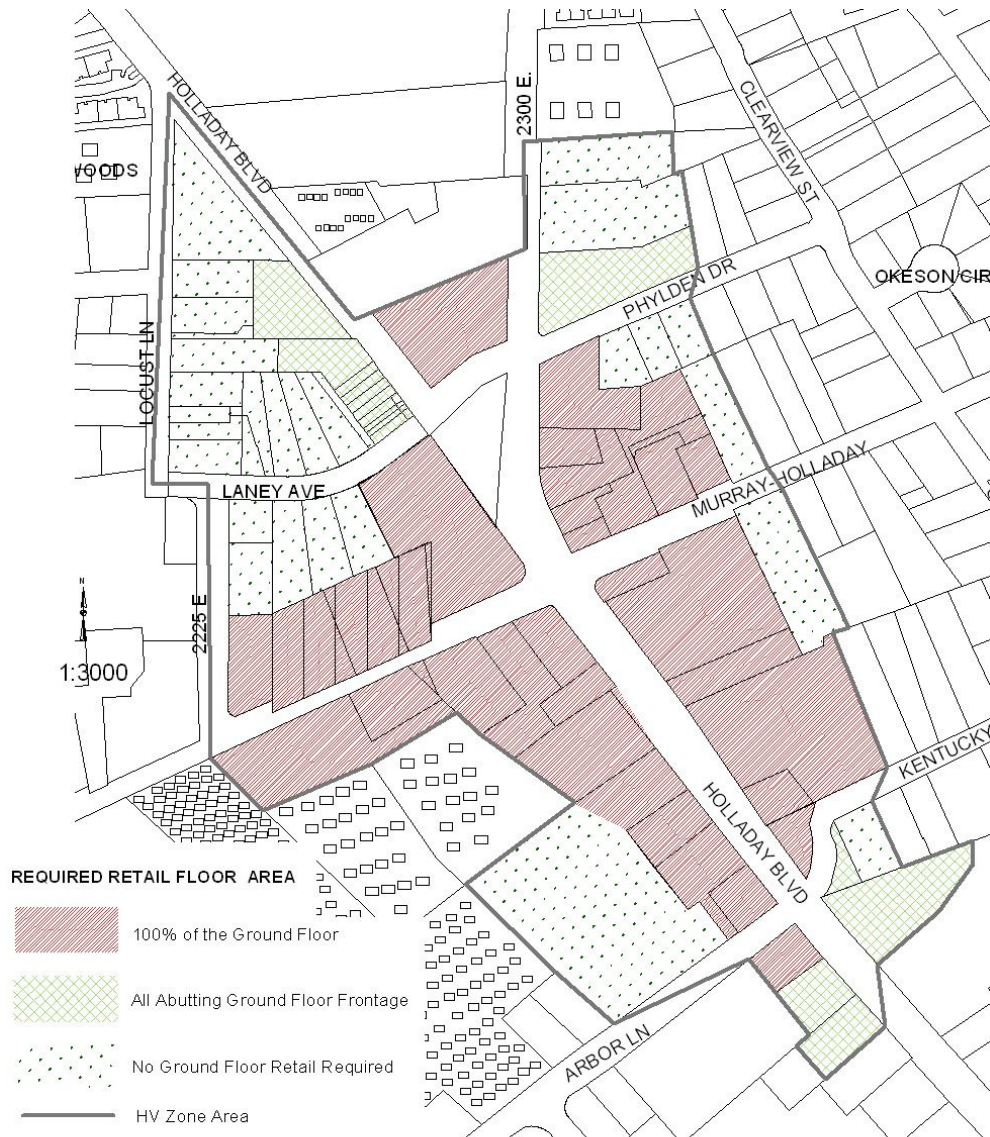 HOLLADAY BLVD
2300 E.
CLEARVIEW ST
WOODS
OKESON CIR
PHYLDEN DR
LOCUST LN
MURRAY-HOLLADAY
LANEY AVE
N
2225 E
1:3000
KENTUCKY
HOLLADAY BLVD
REQUIRED RETAIL FLOOR AREA
100% of the Ground Floor
All Abutting Ground Floor Frontage
No Ground Floor Retail Required
ARBOR LN
HV Zone Area